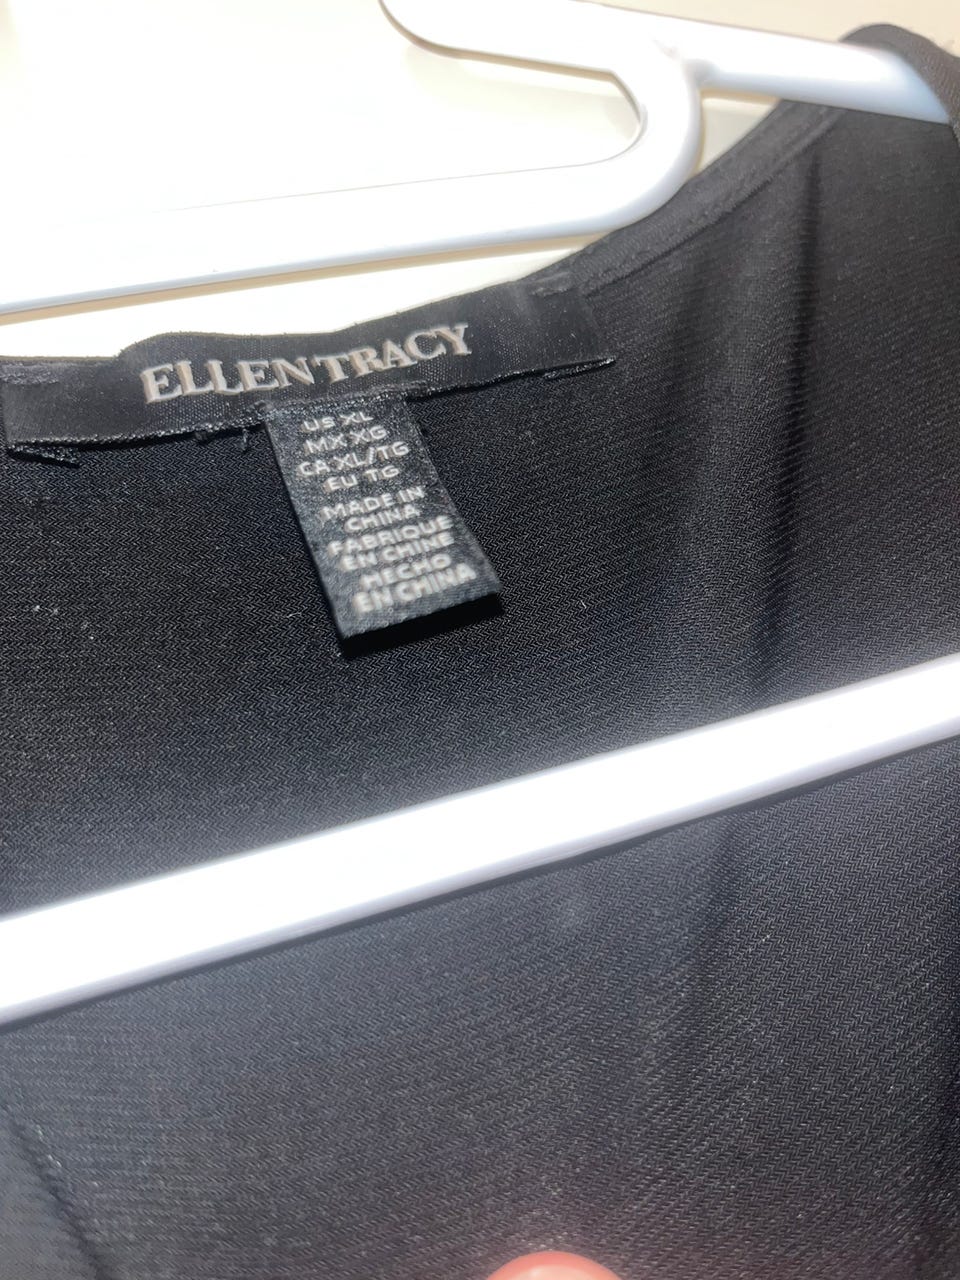 ELLEN TRACY
US XL
MX XG
CA XL/TG
EU TG
MADE IN
CHINA
FABRIQUE
EN CHINE
HECHO
EN CHINA